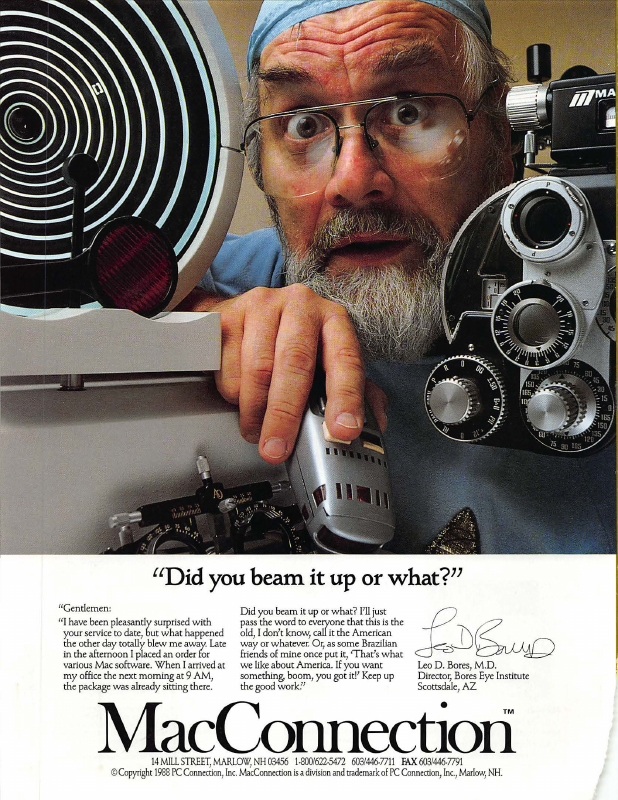 MA
"Did you beam it up or what?"
"Gentlemen:
"I have been pleasantly surprised with
your service to date, but what happened
the other day totally blew me away. Late
in the afternoon I placed an order for
various Mac software. When I arrived at
my office the next morning at 9 AM,
the package was already sitting there.
Did you beam it up or what? I'll just
pass the word to everyone that this is the
old, I don't know, call it the American
way or whatever. Or, as some Brazilian
friends of mine once put it, 'That's what
we like about America. If you want
something, boom, you got it!' Keep up
the good work."
Leo D. Bores, M.D.
Director, Bores Eye Institute
Scottsdale, AZ
MacConnection™
14 MILL STREET, MARLOW, NH 03456 1-800/622-5472 603/446-7711 FAX 603/446-7791
© Copyright 1988 PC Connection, Inc. MacConnection is a division and trademark of PC Connection, Inc., Marlow, NH.